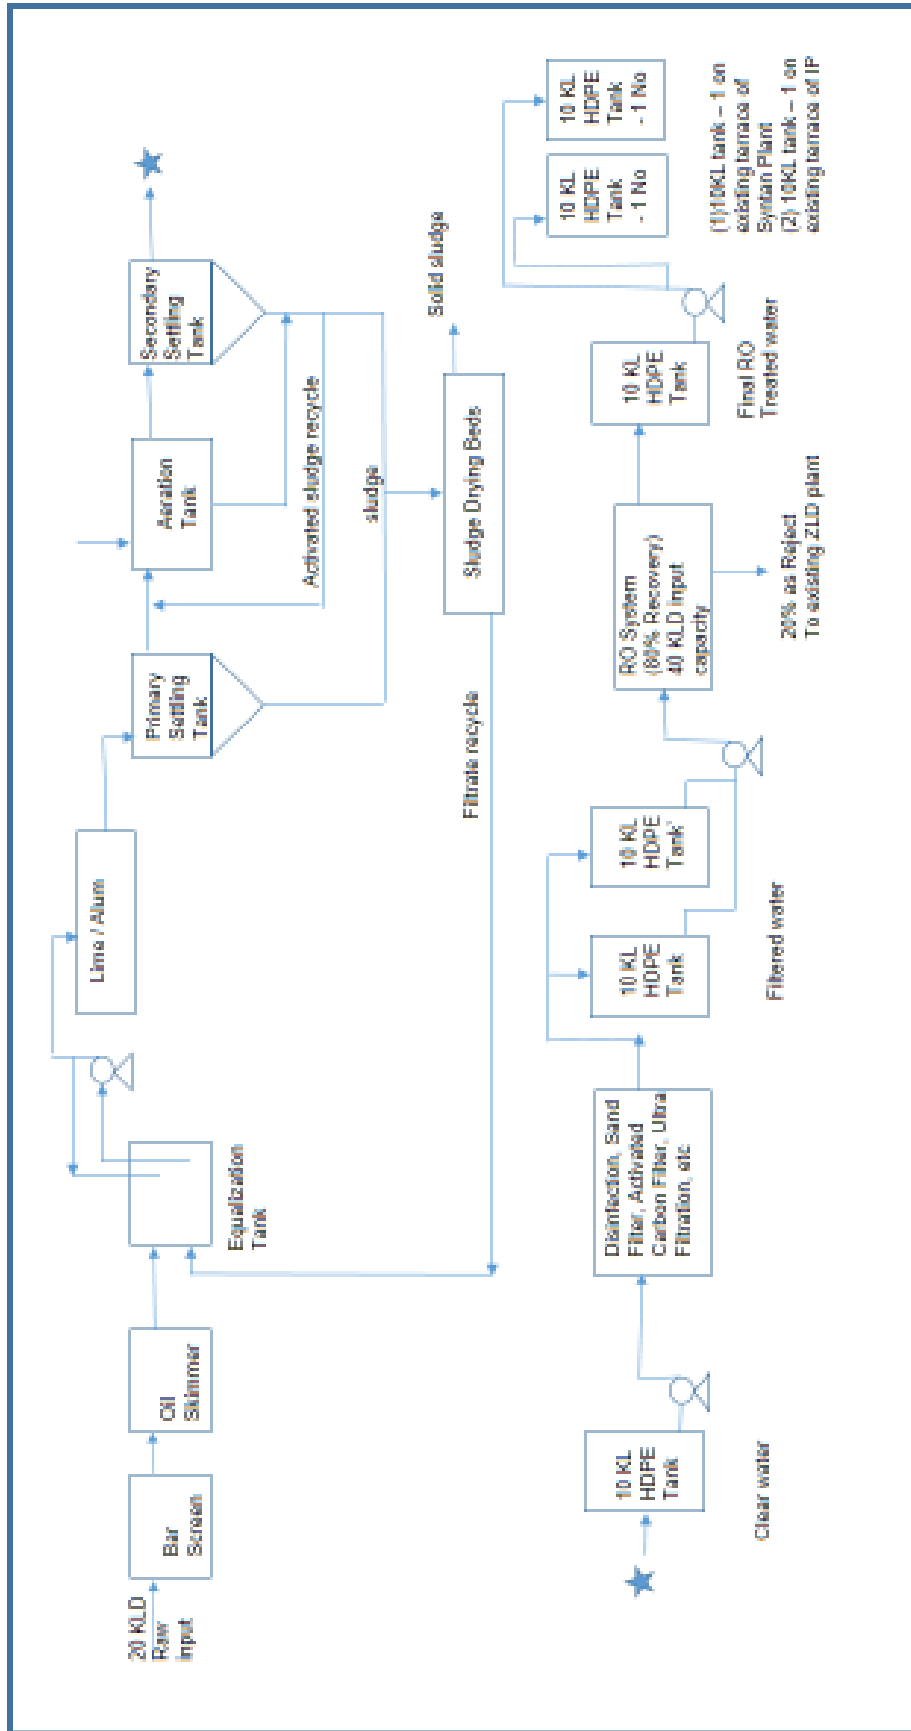 20 KLD
Raw
input
Bar
Screen
Oil
Skimmer
Equalization
Tank
Lime / Alum
Primary
Settling
Tank
Aeration
Tank
Secondary
Settling
Tank
Activated sludge recycle
sludge
Sludge Drying Beds
Solid sludge
Filtrate recycle
10 KL
HDPE
Tank
Clear water
Disinfection, Sand
Filter, Activated
Carbon Filter, Ultra
Filtration, etc
10 KL
HDPE
Tank
10 KL
HDPE
Tank
Filtered water
RO System
(80% Recovery)
40 KLD input
capacity
20% as Reject
To existing ZLD plant
10 KL
HDPE
Tank
Final RO
Treated water
10 KL
HDPE
Tank
- 1 No
10 KL
HDPE
Tank
- 1 No
(1)10KL tank – 1 on
existing terrace of
Syntan Plant
(2) 10KL tank – 1 on
existing terrace of IP